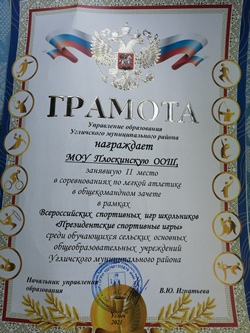 ГРАМОТА
Управление образования
Угличского муниципального района
награждает
МОУ Плоскинскую ООШ,
занявшую II место
в соревнованиях по легкой атлетике
в общекомандном зачете
в рамках
Всероссийских спортивных игр школьников
«Президентские спортивные игры»
среди обучающихся сельских основных
общеобразовательных учреждений
Угличского муниципального района
Начальник управления
образования
В.Ю. Игнатьева
Углич
2021